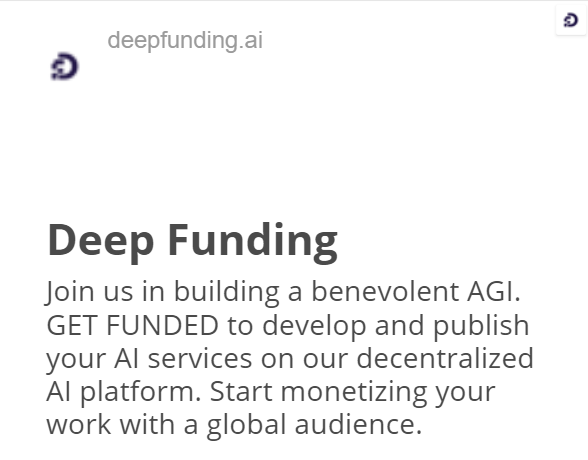 deepfunding.ai
Deep Funding
Join us in building a benevolent AGI.
GET FUNDED to develop and publish
your AI services on our decentralized
AI platform. Start monetizing your
work with a global audience.